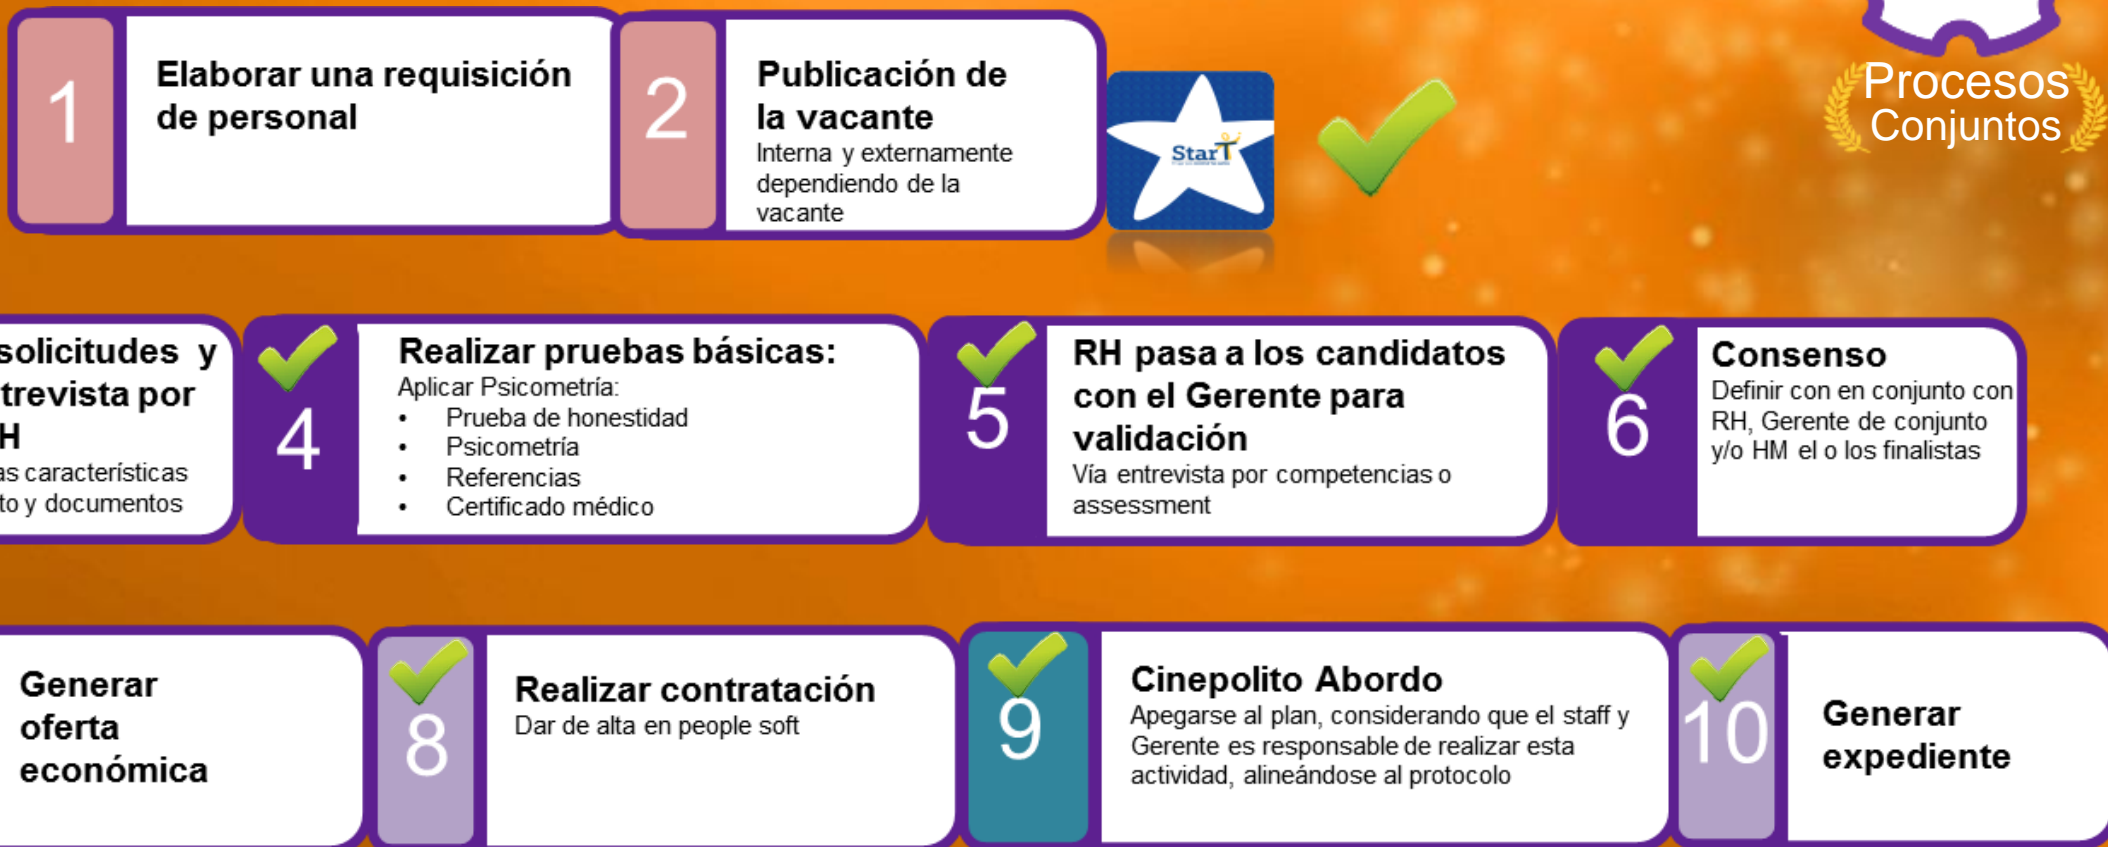 Procesos
Conjuntos
1
Elaborar una requisición
de personal
2
Publicación de
la vacante
Interna y externamente
dependiendo de la
vacante
StarT
solicitudes y
trevista por
H
as características
to y documentos
4
Realizar pruebas básicas:
Aplicar Psicometría:
• Prueba de honestidad
• Psicometría
• Referencias
• Certificado médico
5
RH pasa a los candidatos
con el Gerente para
validación
Vía entrevista por competencias o
assessment
6
Consenso
Definir con en conjunto con
RH, Gerente de conjunto
y/o HM el o los finalistas
Generar
oferta
económica
8
Realizar contratación
Dar de alta en people soft
9
Cinepolito Abordo
Apegarse al plan, considerando que el staff y
Gerente es responsable de realizar esta
actividad, alineándose al protocolo
10
Generar
expediente